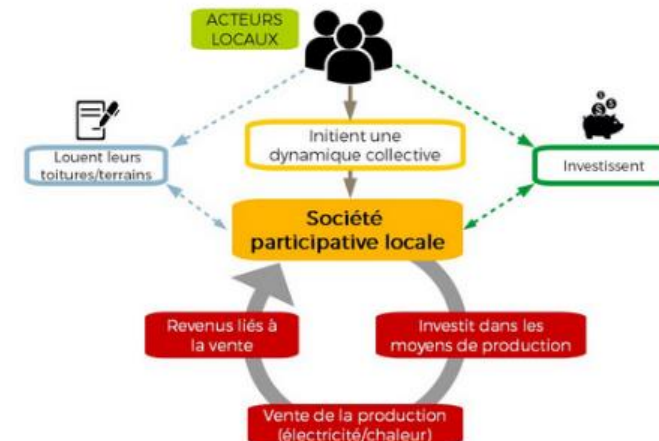 ACTEURS
LOCAUX
Initient une
dynamique collective
Louent leurs
toitures/terrains
Investissent
Société
participative locale
Revenus liés à
la vente
Investit dans les
moyens de production
Vente de la production
(électricité/chaleur)